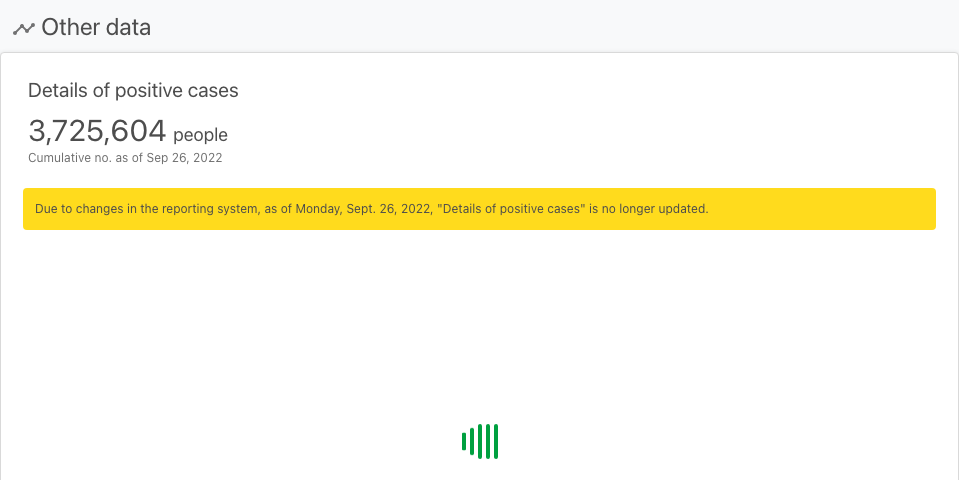 Other data
Details of positive cases
3,725,604 people
Cumulative no. as of Sep 26, 2022
Due to changes in the reporting system, as of Monday, Sept. 26, 2022, "Details of positive cases" is no longer updated.